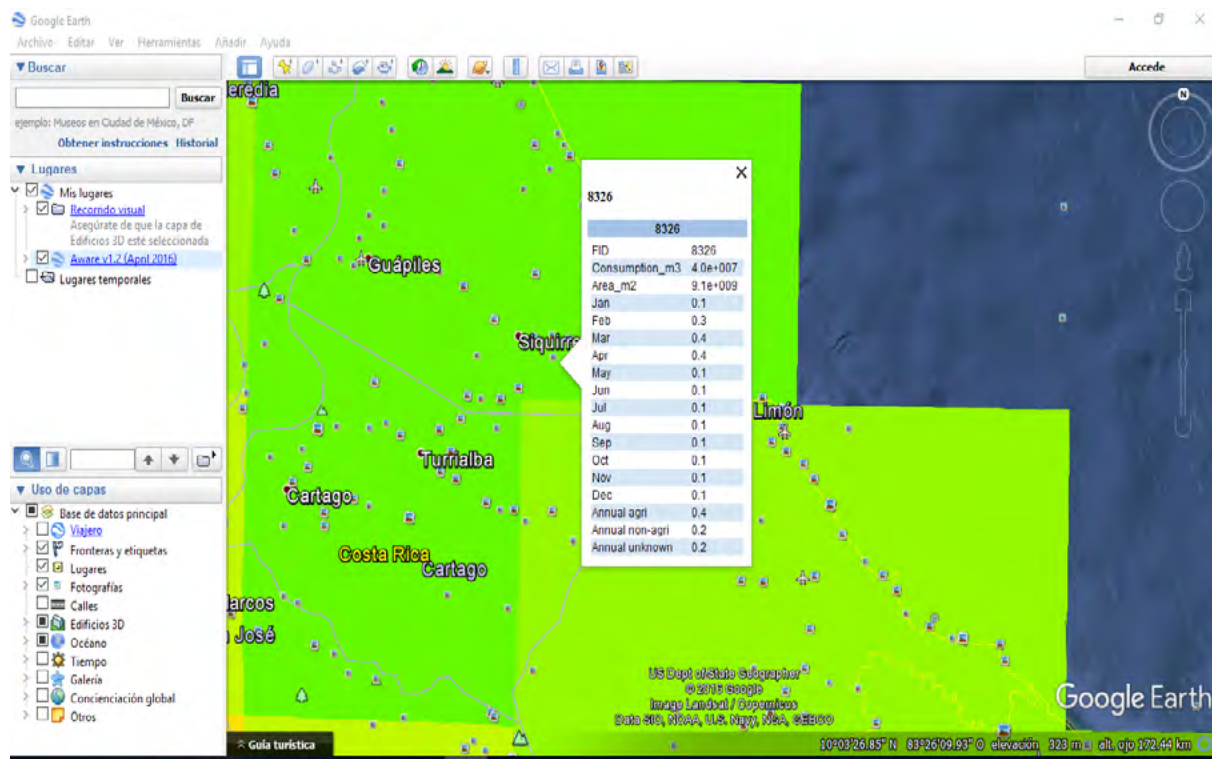 Google Earth
Archivo Editar Ver Herramientas Añadir Ayuda
Buscar
Accede
Buscar
ejemplo: Museos en Ciudad de México, DF
Obtener instrucciones Historial
Lugares
Mis lugares
Recorrido visual
Asegúrate de que la capa de
Edificios 3D esté seleccionada
Aware v1.2 (April 2016)
Lugares temporales
Uso de capas
Base de datos principal
Viajero
Fronteras y etiquetas
Lugares
Fotografías
Calles
Edificios 3D
Océano
Tiempo
Galería
Concienciación global
Otros
eredia
Guápiles
Siquirre
Limón
Turrialba
Cartago
Costa Rica
Cartago
arcos
José
8326
8326
FID 8326
Consumption_m3 4.0e+007
Area_m2 9.1e+009
Jan 0.1
Feb 0.3
Mar 0.4
Apr 0.4
May 0.1
Jun 0.1
Jul 0.1
Aug 0.1
Sep 0.1
Oct 0.1
Nov 0.1
Dec 0.1
Annual agri 0.4
Annual non-agri 0.2
Annual unknown 0.2
N
US Dept of State Geographer
© 2016 Google
Image Landsat / Copernicus
Data SIO, NOAA, U.S. Navy, NGA, GEBCO
Google Earth
Guía turística
10°03'26.85" N 83°26'09.93" O elevación 323 m alt. ojo 172.44 km